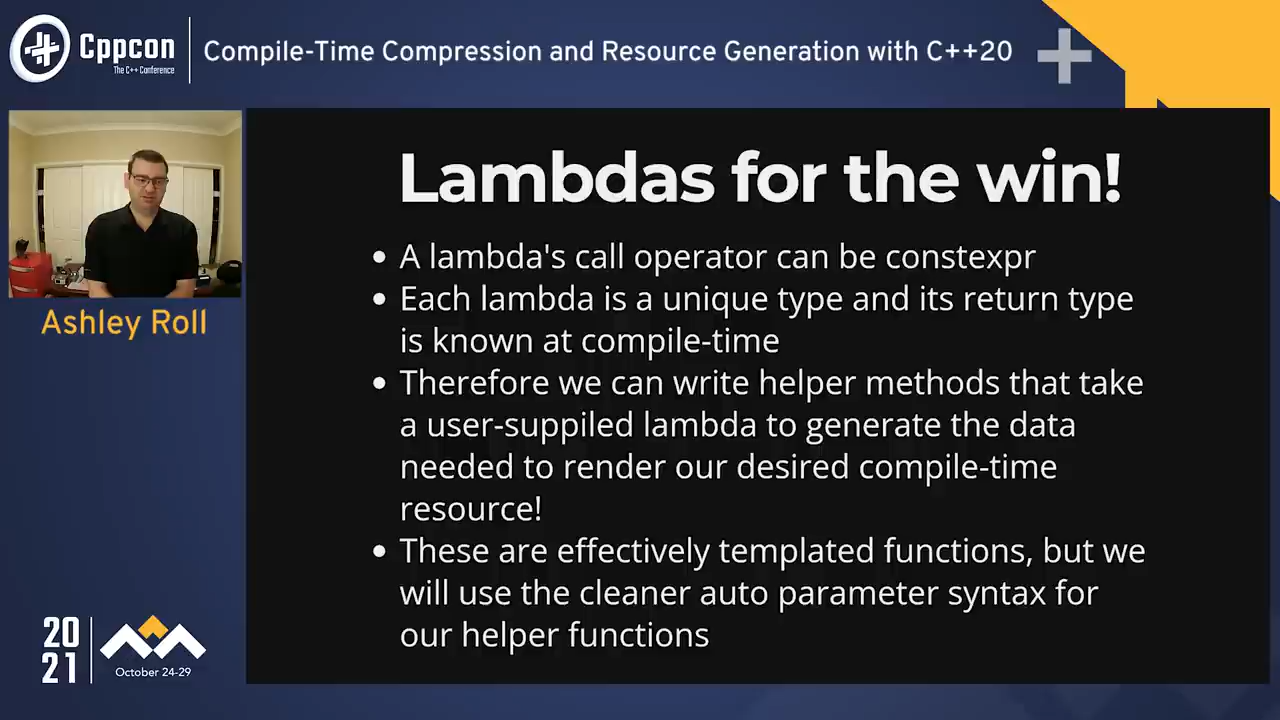 Cppcon
The C++ Conference
Compile-Time Compression and Resource Generation with C++20
Ashley Roll
Lambdas for the win!
• A lambda's call operator can be constexpr
• Each lambda is a unique type and its return type
is known at compile-time
• Therefore we can write helper methods that take
a user-suppiled lambda to generate the data
needed to render our desired compile-time
resource!
• These are effectively templated functions, but we
will use the cleaner auto parameter syntax for
our helper functions
20
21
October 24-29